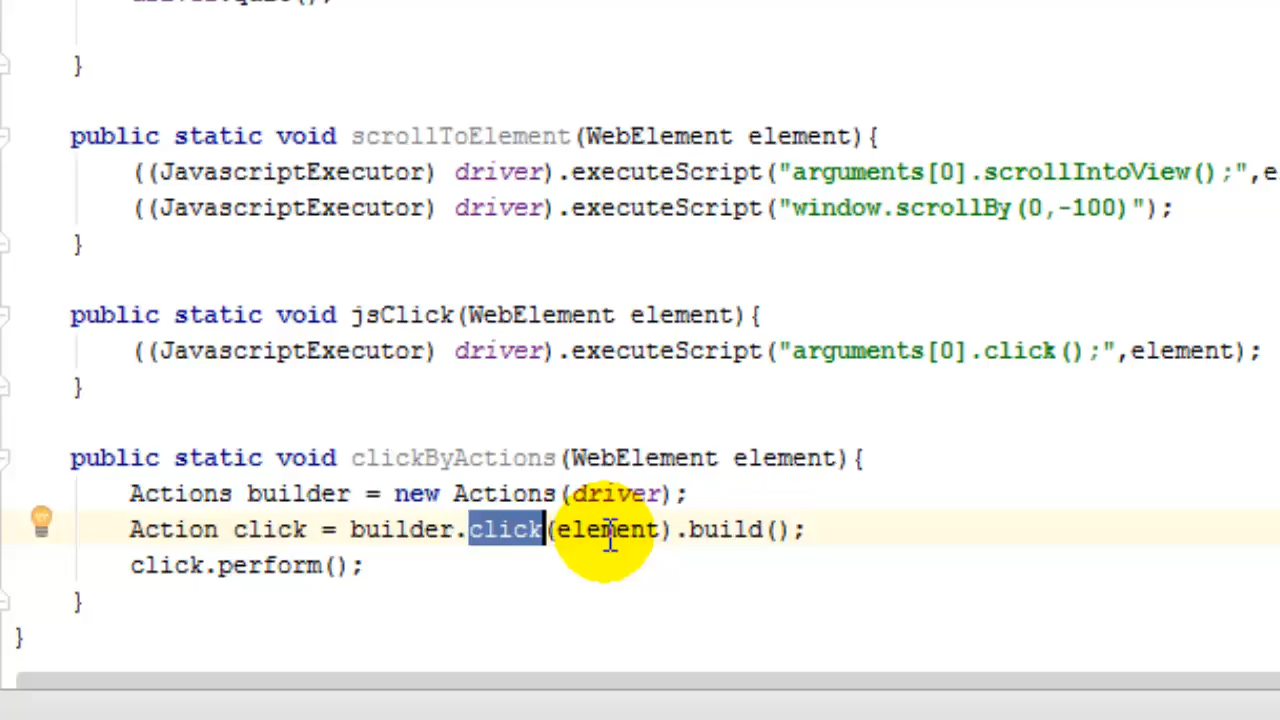 }
public static void scrollToElement(WebElement element){
((JavascriptExecutor) driver).executeScript("arguments[0].scrollIntoView();",e
((JavascriptExecutor) driver).executeScript("window.scrollBy(0,-100)");
}
public static void jsClick(WebElement element){
((JavascriptExecutor) driver).executeScript("arguments[0].click();",element);
}
public static void clickByActions(WebElement element){
Actions builder = new Actions(driver);
Action click = builder.click(element).build();
click.perform();
}
}